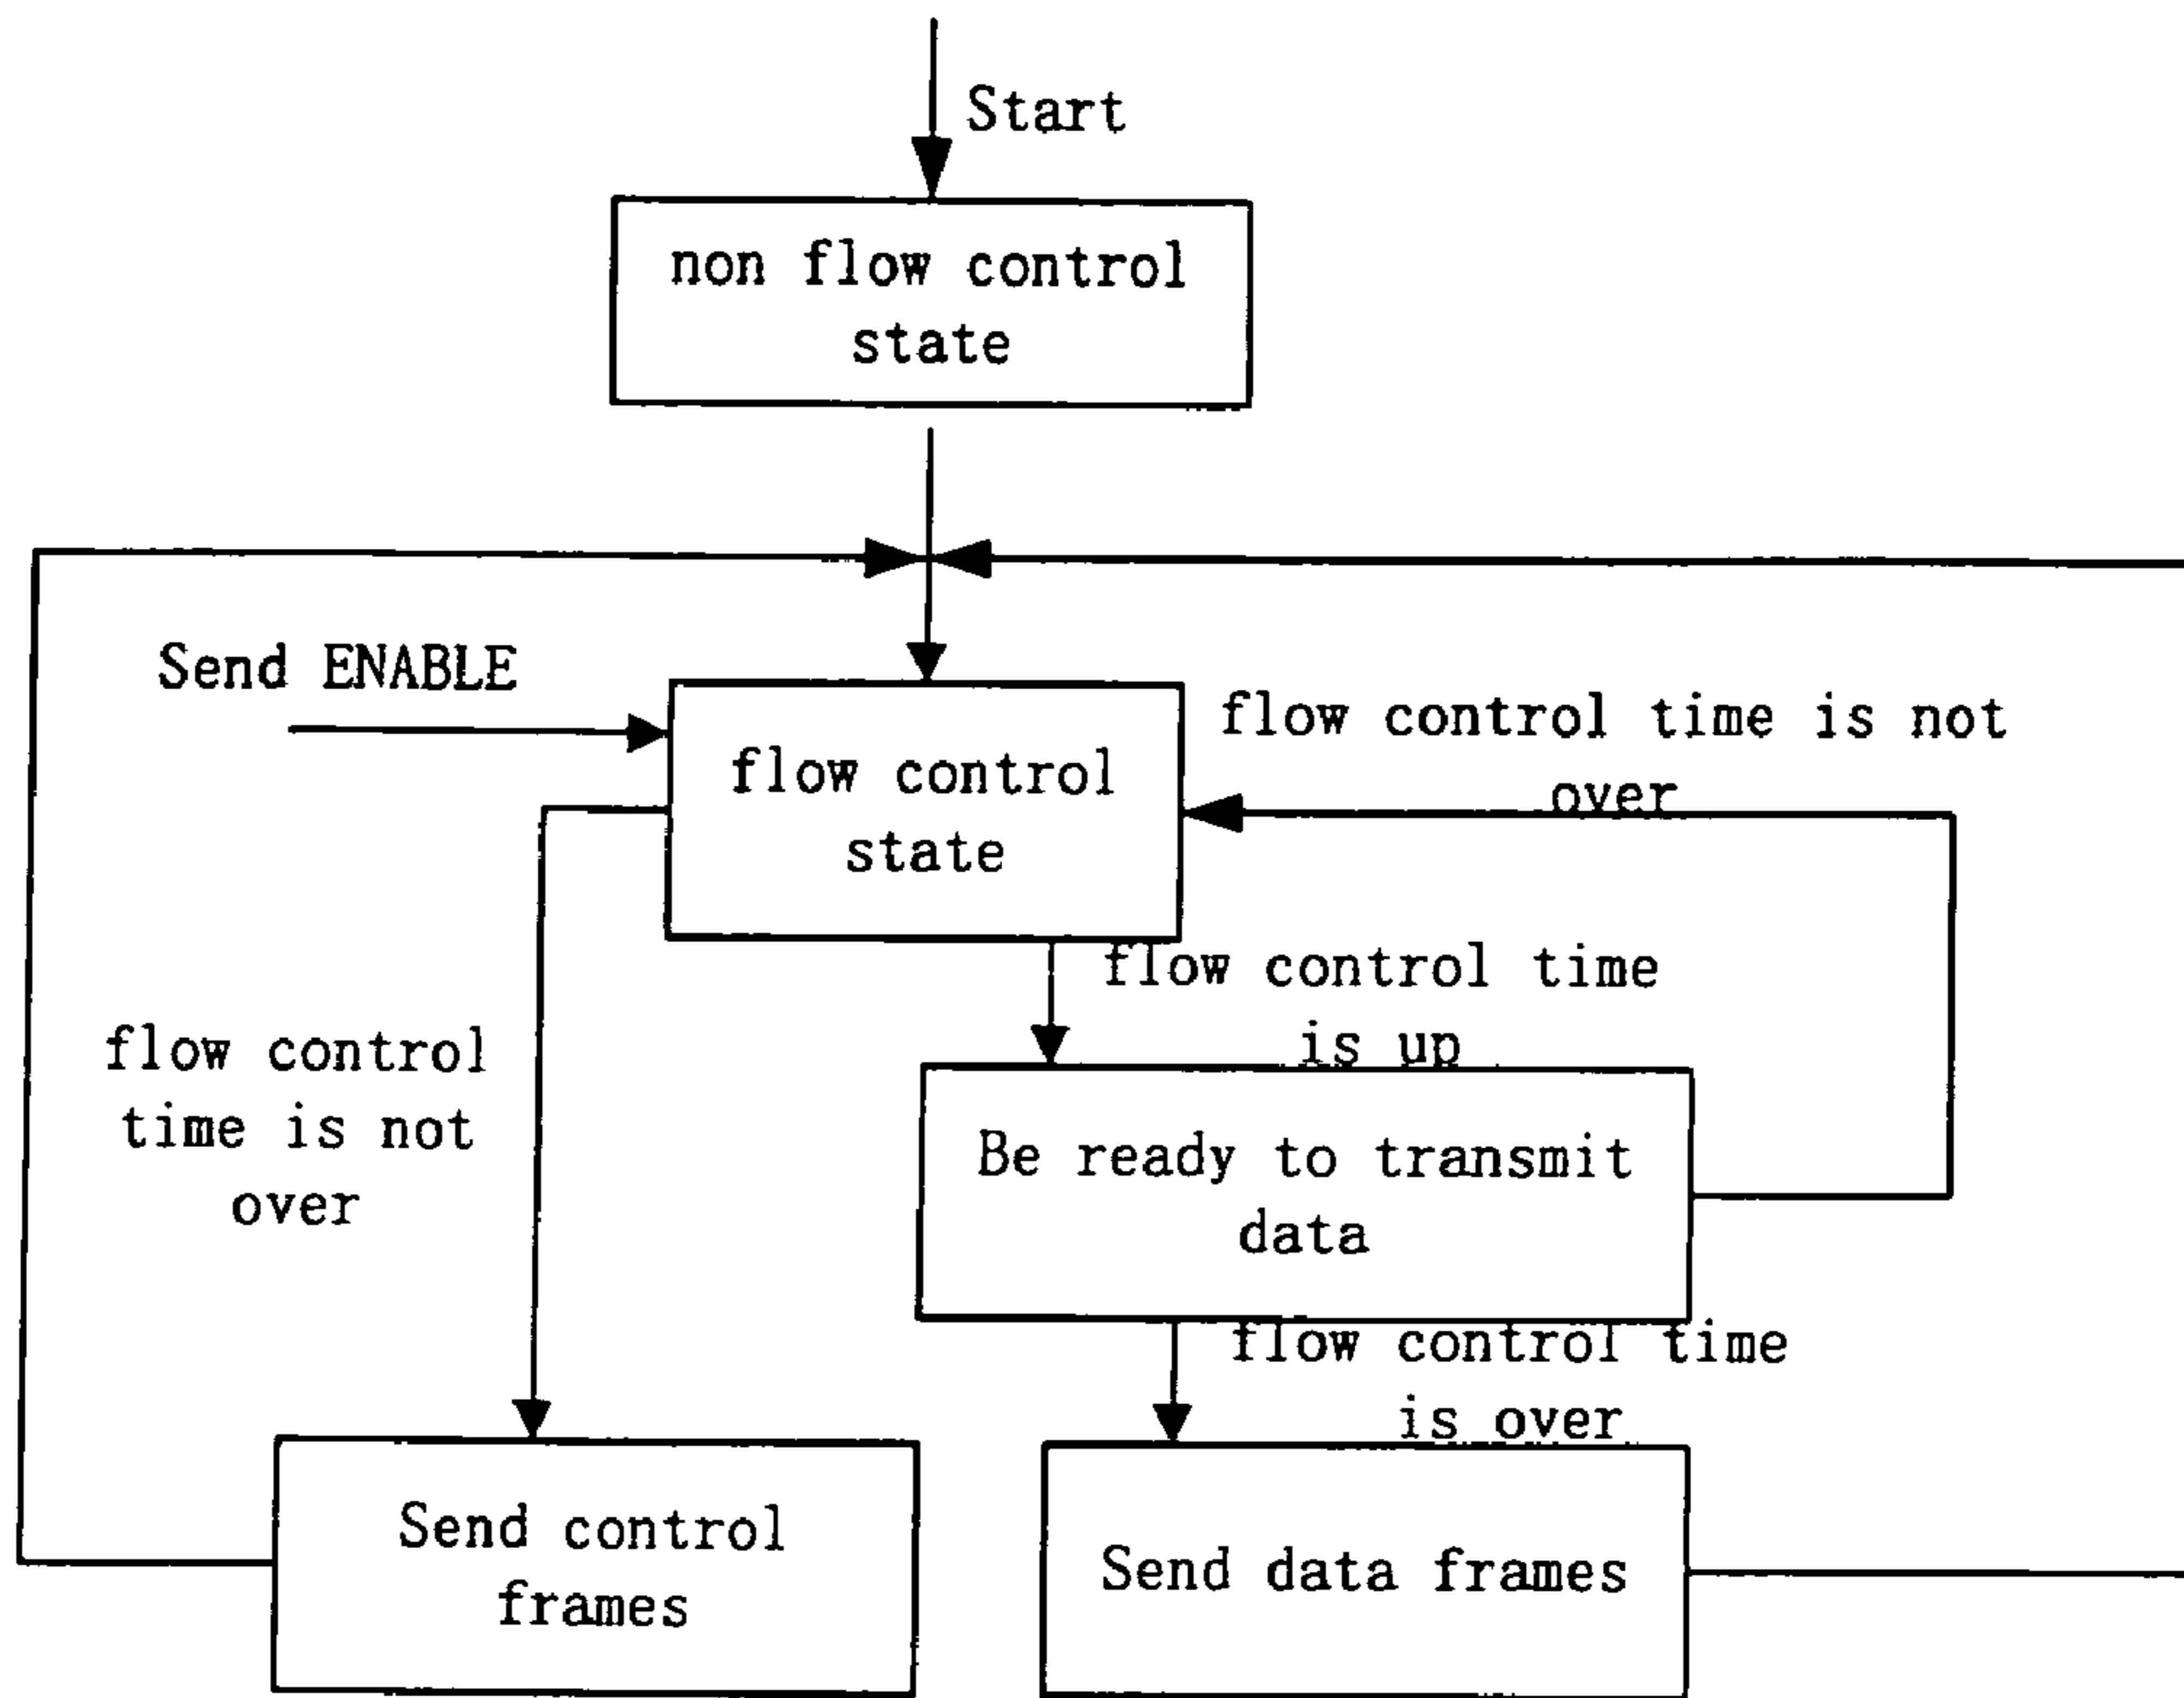 Start
non flow control
state
Send ENABLE
flow control
state
flow control time is not
over
flow control time
is up
flow control
time is not
over
Be ready to transmit
data
flow control time
is over
Send control
frames
Send data frames